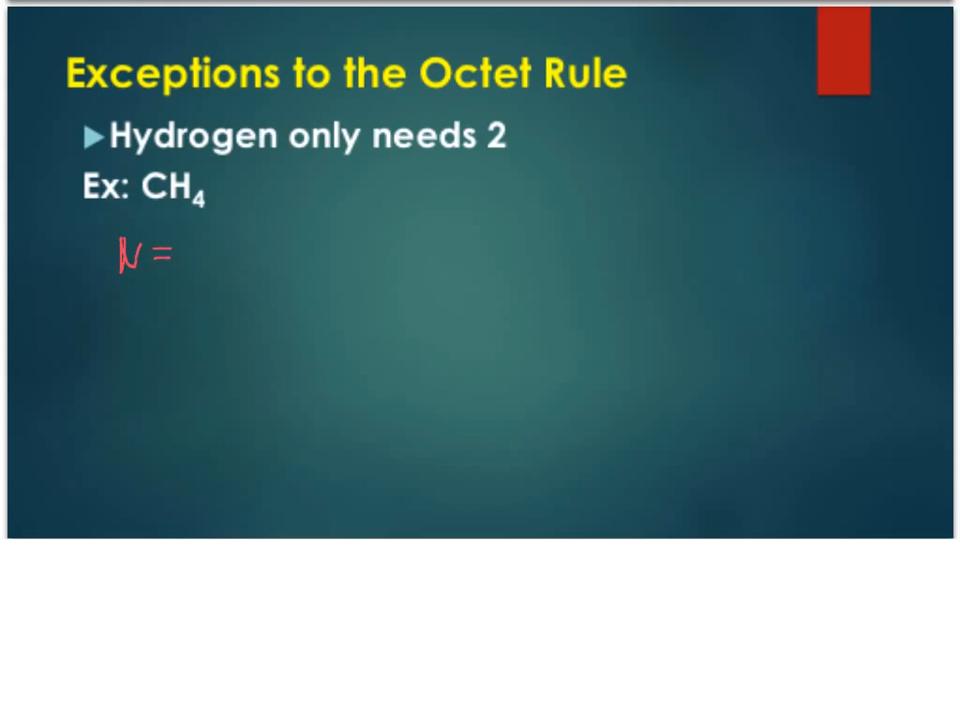 Exceptions to the Octet Rule
Hydrogen only needs 2
Ex: CH₄
N =